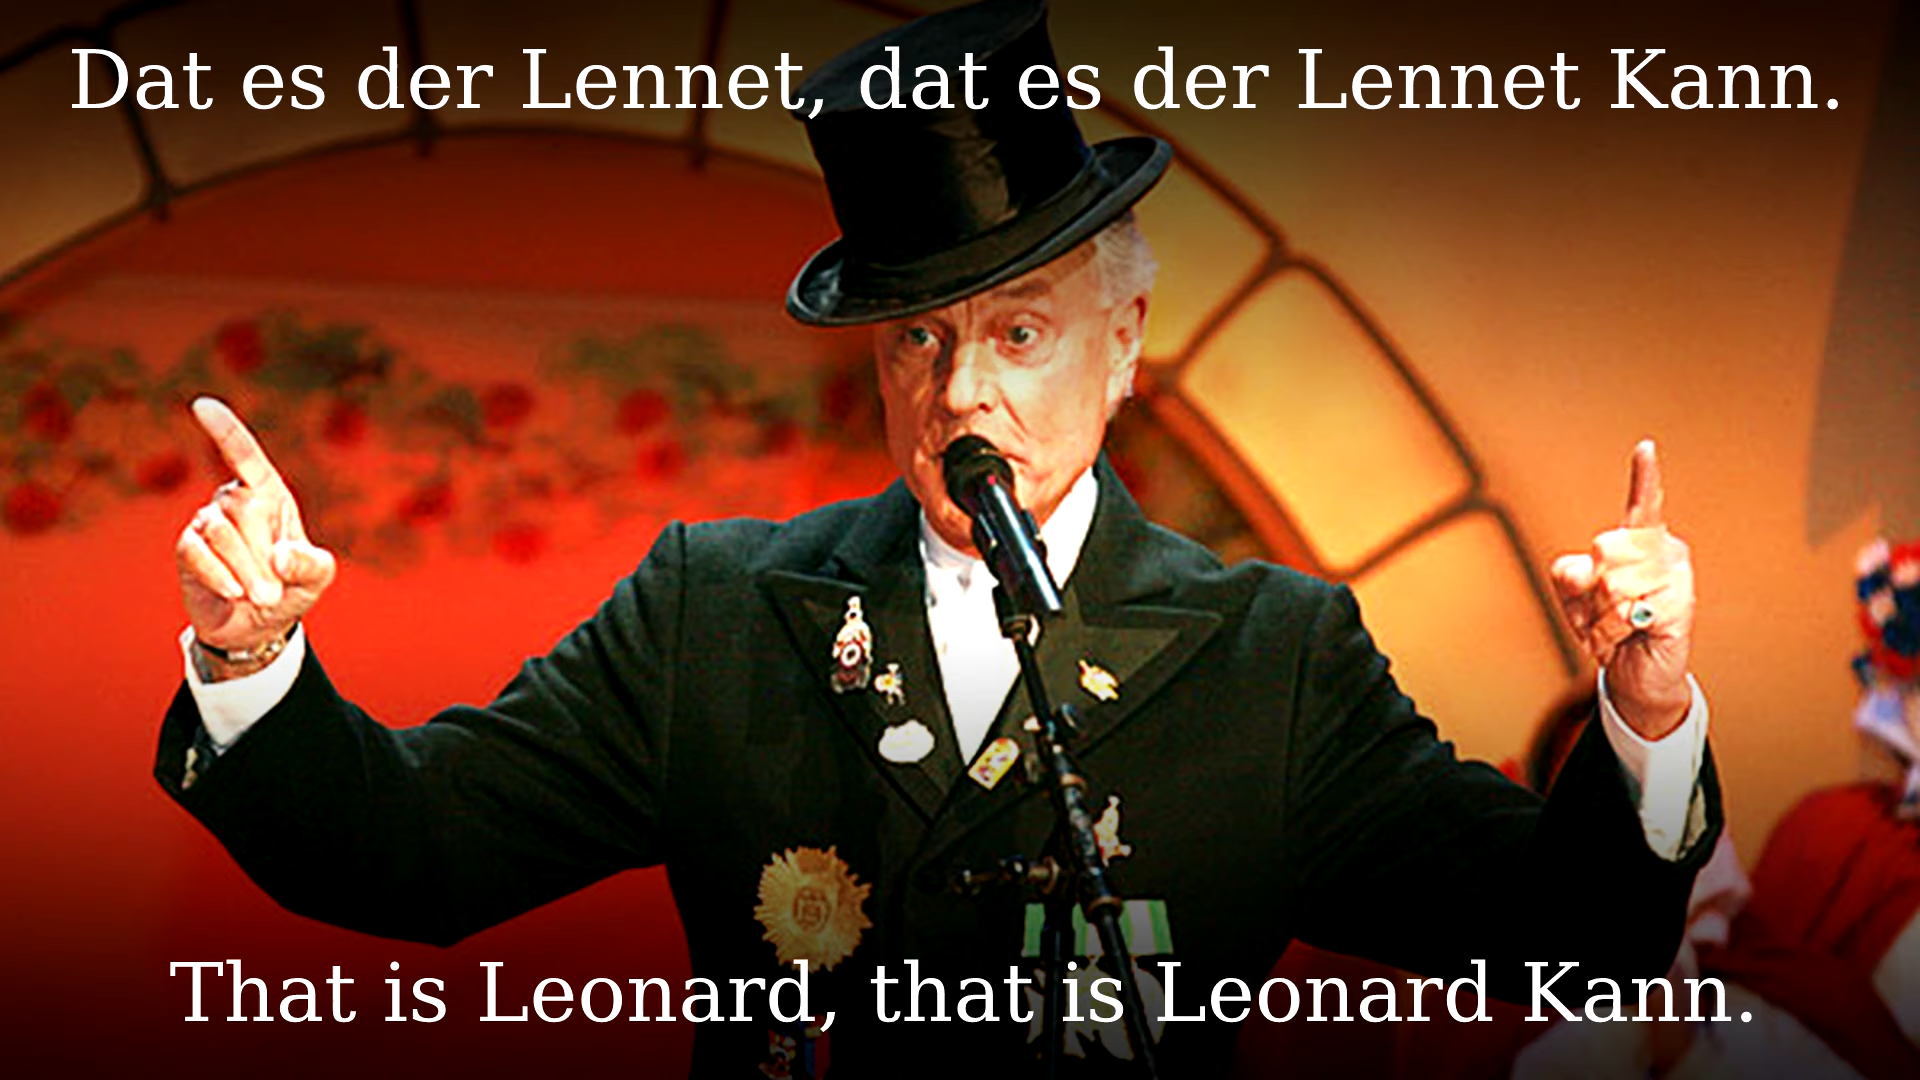 Dat es der Lennet, dat es der Lennet Kann.
That is Leonard, that is Leonard Kann.